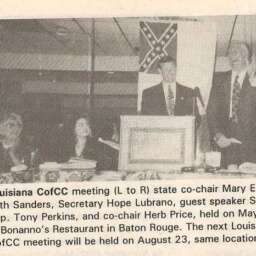 uisiana CofCC meeting (L to R) state co-chair Mary E
th Sanders, Secretary Hope Lubrano, guest speaker S
p. Tony Perkins, and co-chair Herb Price, held on May
Bonanno's Restaurant in Baton Rouge. The next Louis
ofCC meeting will be held on August 23, same location